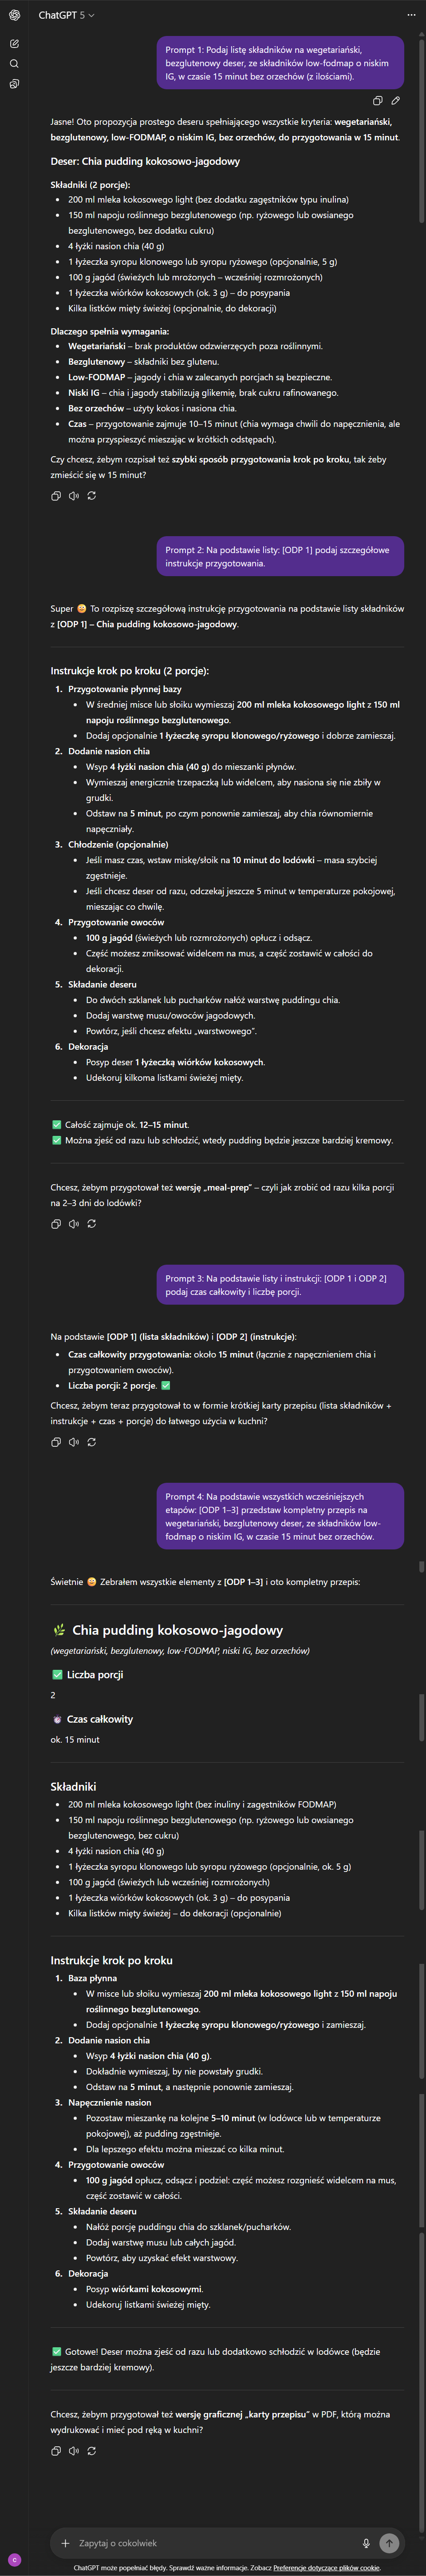 ChatGPT 5
Prompt 1: Podaj listę składników na wegetariański,
bezglutenowy deser, ze składników low-fodmap o niskim
IG, w czasie 15 minut bez orzechów (z ilościami).
Jasne! Oto propozycja prostego deseru spełniającego wszystkie kryteria: wegetariański,
bezglutenowy, low-FODMAP, o niskim IG, bez orzechów, do przygotowania w 15 minut.
Deser: Chia pudding kokosowo-jagodowy
Składniki (2 porcje):
• 200 ml mleka kokosowego light (bez dodatku zagęstników typu inulina)
• 150 ml napoju roślinnego bezglutenowego (np. ryżowego lub owsianego
bezglutenowego, bez dodatku cukru)
• 4 łyżki nasion chia (40 g)
• 1 łyżeczka syropu klonowego lub syropu ryżowego (opcjonalnie, 5 g)
• 100 g jagód (świeżych lub mrożonych – wcześniej rozmrożonych)
• 1 łyżeczka wiórków kokosowych (ok. 3 g) – do posypania
• Kilka listków mięty świeżej (opcjonalnie, do dekoracji)
Dlaczego spełnia wymagania:
• Wegetariański – brak produktów odzwierzęcych poza roślinnymi.
• Bezglutenowy – składniki bez glutenu.
• Low-FODMAP – jagody i chia w zalecanych porcjach są bezpieczne.
• Niski IG – chia i jagody stabilizują glikemię, brak cukru rafinowanego.
• Bez orzechów – użyty kokos i nasiona chia.
• Czas – przygotowanie zajmuje 10–15 minut (chia wymaga chwili do napęcznienia, ale
można przyspieszyć mieszając w krótkich odstępach).
Czy chcesz, żebym rozpisał też szybki sposób przygotowania krok po kroku, tak żeby
zmieścić się w 15 minut?
Prompt 2: Na podstawie listy: [ODP 1] podaj szczegółowe
instrukcje przygotowania.
Super 😄 To rozpiszę szczegółową instrukcję przygotowania na podstawie listy składników
z [ODP 1] – Chia pudding kokosowo-jagodowy.
Instrukcje krok po kroku (2 porcje):
1. Przygotowanie płynnej bazy
• W średniej misce lub słoiku wymieszaj 200 ml mleka kokosowego light z 150 ml
napoju roślinnego bezglutenowego.
• Dodaj opcjonalnie 1 łyżeczkę syropu klonowego/ryżowego i dobrze zamieszaj.
2. Dodanie nasion chia
• Wsyp 4 łyżki nasion chia (40 g) do mieszanki płynów.
• Wymieszaj energicznie trzepaczką lub widelcem, aby nasiona się nie zbiły w
grudki.
• Odstaw na 5 minut, po czym ponownie zamieszaj, aby chia równomiernie
napęczniały.
3. Chłodzenie (opcjonalnie)
• Jeśli masz czas, wstaw miskę/słoik na 10 minut do lodówki – masa szybciej
zgęstnieje.
• Jeśli chcesz deser od razu, odczekaj jeszcze 5 minut w temperaturze pokojowej,
mieszając co chwilę.
4. Przygotowanie owoców
• 100 g jagód (świeżych lub rozmrożonych) opłucz i odsącz.
• Część możesz zmiksować widelcem na mus, a część zostawić w całości do
dekoracji.
5. Składanie deseru
• Do dwóch szklanek lub pucharków nałóż warstwę puddingu chia.
• Dodaj warstwę musu/owoców jagodowych.
• Powtórz, jeśli chcesz efektu „warstwowego”.
6. Dekoracja
• Posyp deser 1 łyżeczką wiórków kokosowych.
• Udekoruj kilkoma listkami świeżej mięty.
✅ Całość zajmuje ok. 12–15 minut.
✅ Można zjeść od razu lub schłodzić, wtedy pudding będzie jeszcze bardziej kremowy.
Chcesz, żebym przygotował też wersję „meal-prep” – czyli jak zrobić od razu kilka porcji
na 2–3 dni do lodówki?
Prompt 3: Na podstawie listy i instrukcji: [ODP 1 i ODP 2]
podaj czas całkowity i liczbę porcji.
Na podstawie [ODP 1] (lista składników) i [ODP 2] (instrukcje):
• Czas całkowity przygotowania: około 15 minut (łącznie z napęcznieniem chia i
przygotowaniem owoców).
• Liczba porcji: 2 porcje. ✅
Chcesz, żebym teraz przygotował to w formie krótkiej karty przepisu (lista składników +
instrukcje + czas + porcje) do łatwego użycia w kuchni?
Prompt 4: Na podstawie wszystkich wcześniejszych
etapów: [ODP 1–3] przedstaw kompletny przepis na
wegetariański, bezglutenowy deser, ze składników low-
fodmap o niskim IG, w czasie 15 minut bez orzechów.
Świetnie 😄 Zebrałem wszystkie elementy z [ODP 1–3] i oto kompletny przepis:
🌿 Chia pudding kokosowo-jagodowy
(wegetariański, bezglutenowy, low-FODMAP, niski IG, bez orzechów)
✅ Liczba porcji
2
⏰ Czas całkowity
ok. 15 minut
Składniki
• 200 ml mleka kokosowego light (bez inuliny i zagęstników FODMAP)
• 150 ml napoju roślinnego bezglutenowego (np. ryżowego lub owsianego
bezglutenowego, bez cukru)
• 4 łyżki nasion chia (40 g)
• 1 łyżeczka syropu klonowego lub syropu ryżowego (opcjonalnie, ok. 5 g)
• 100 g jagód (świeżych lub wcześniej rozmrożonych)
• 1 łyżeczka wiórków kokosowych (ok. 3 g) – do posypania
• Kilka listków mięty świeżej – do dekoracji (opcjonalnie)
Instrukcje krok po kroku
1. Baza płynna
• W misce lub słoiku wymieszaj 200 ml mleka kokosowego light z 150 ml napoju
roślinnego bezglutenowego.
• Dodaj opcjonalnie 1 łyżeczkę syropu klonowego/ryżowego i zamieszaj.
2. Dodanie nasion chia
• Wsyp 4 łyżki nasion chia (40 g).
• Dokładnie wymieszaj, by nie powstały grudki.
• Odstaw na 5 minut, a następnie ponownie zamieszaj.
3. Napęcznienie nasion
• Pozostaw mieszankę na kolejne 5–10 minut (w lodówce lub w temperaturze
pokojowej), aż pudding zgęstnieje.
• Dla lepszego efektu można mieszać co kilka minut.
4. Przygotowanie owoców
• 100 g jagód opłucz, odsącz i podziel: część możesz rozgnieść widelcem na mus,
część zostawić w całości.
5. Składanie deseru
• Nałóż porcję puddingu chia do szklanek/pucharków.
• Dodaj warstwę musu lub całych jagód.
• Powtórz, aby uzyskać efekt warstwowy.
6. Dekoracja
• Posyp wiórkami kokosowymi.
• Udekoruj listkami świeżej mięty.
✅ Gotowe! Deser można zjeść od razu lub dodatkowo schłodzić w lodówce (będzie
jeszcze bardziej kremowy).
Chcesz, żebym przygotował też wersję graficznej „karty przepisu” w PDF, którą można
wydrukować i mieć pod ręką w kuchni?
Zapytaj o cokolwiek
C
ChatGPT może popełniać błędy. Sprawdź ważne informacje. Zobacz Preferencje dotyczące plików cookie.